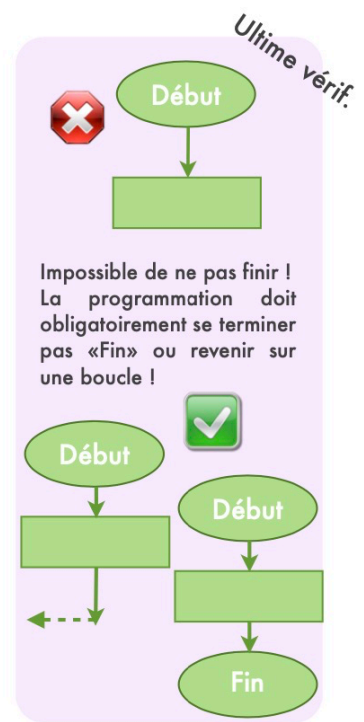 Ultime vérif.
Début
Impossible de ne pas finir !
La programmation doit
obligatoirement se terminer
pas «Fin» ou revenir sur
une boucle !
Début
Début
Fin